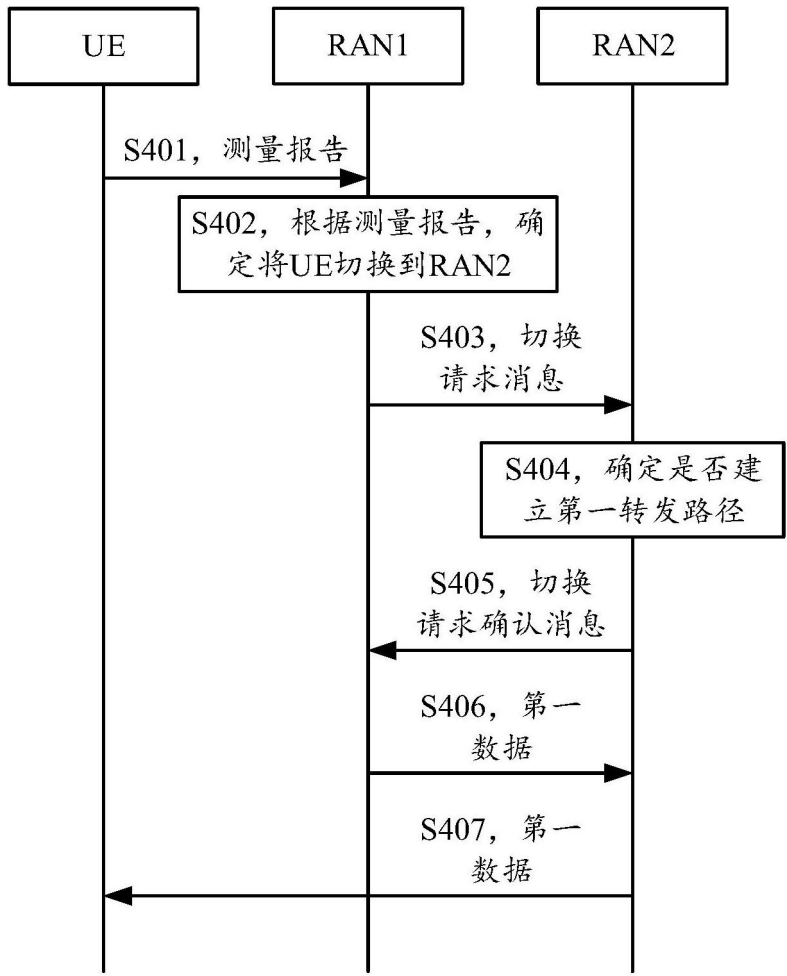 UE
RAN1
RAN2
S401，测量报告
S402，根据测量报告，确
定将UE切换到RAN2
S403，切换
请求消息
S404，确定是否建
立第一转发路径
S405，切换
请求确认消息
S406，第一
数据
S407，第一
数据